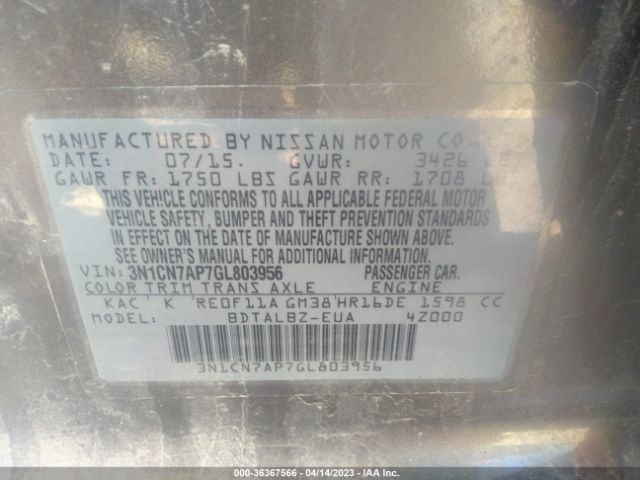 MANUFACTURED BY NISSAN MOTOR CO.,
DATE: 07/15. GVWR: 3426
GAWR FR: 1750 LBS GAWR RR: 1708
THIS VEHICLE CONFORMS TO ALL APPLICABLE FEDERAL MOTOR
VEHICLE SAFETY, BUMPER AND THEFT PREVENTION STANDARDS
IN EFFECT ON THE DATE OF MANUFACTURE SHOWN ABOVE.
SEE OWNER'S MANUAL FOR ADDITIONAL INFORMATION.
VIN: 3N1CN7AP7GL803956 PASSENGER CAR.
COLOR TRIM TRANS AXLE ENGINE
KAC K RE0F11A GM38 HR16DE 1598 CC
MODEL: BDTALBZ-EUA 4Z000
3N1CN7AP7GL803956
000-36367566 — 04/14/2023 — IAA Inc.